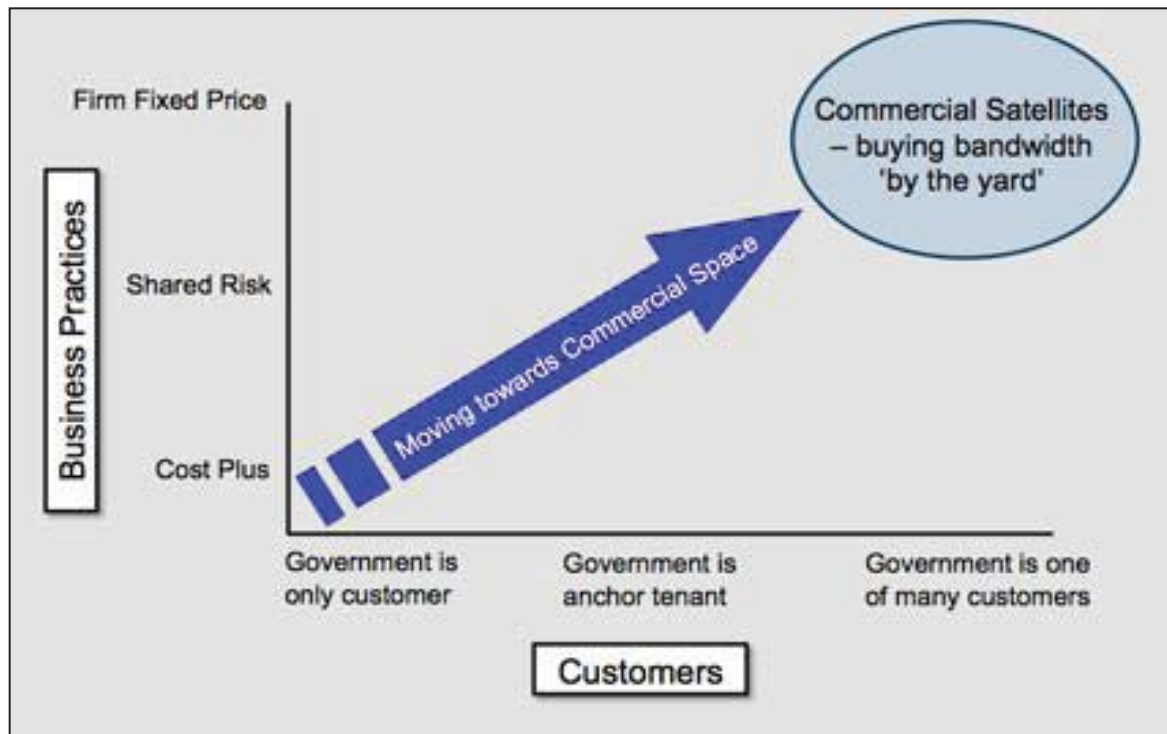 Firm Fixed Price
Commercial Satellites
– buying bandwidth
'by the yard'
Business Practices
Shared Risk
Moving towards Commercial Space
Cost Plus
Government is
only customer
Government is
anchor tenant
Government is one
of many customers
Customers